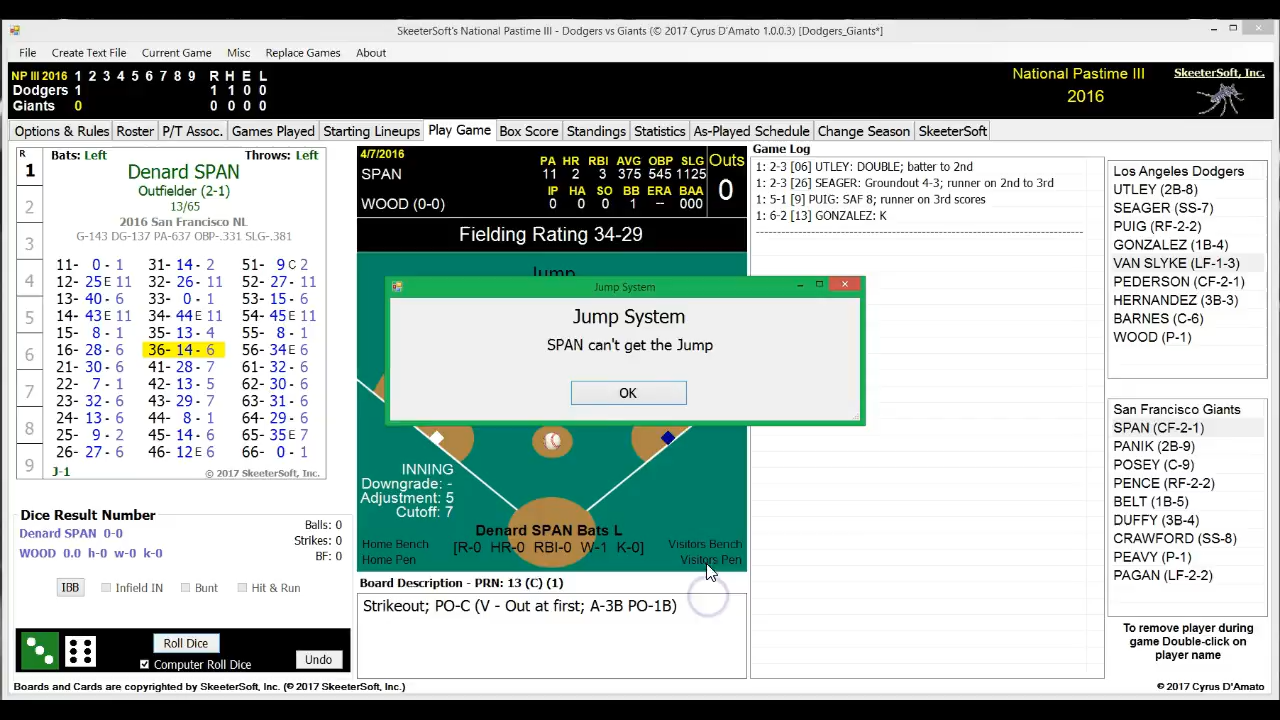 SkeeterSoft's National Pastime III - Dodgers vs Giants (© 2017 Cyrus D'Amato 1.0.0.3) [Dodgers_Giants*]
File Create Text File Current Game Misc Replace Games About
NP III 2016 1 2 3 4 5 6 7 8 9 R H E L
Dodgers 1 1 1 0 0
Giants 0 0 0 0 0
National Pastime III
2016
SkeeterSoft, Inc.
Options & Rules Roster P/T Assoc. Games Played Starting Lineups Play Game Box Score Standings Statistics As-Played Schedule Change Season SkeeterSoft
R
1
2
3
4
5
6
7
8
9
Bats: Left Throws: Left
Denard SPAN
Outfielder (2-1)
13/65
2016 San Francisco NL
G-143 DG-137 PA-637 OBP-.331 SLG-.381
11- 0 - 1 31- 14 - 2 51- 9 C 2
12- 25 E 11 32- 26 - 11 52- 27 - 11
13- 40 - 6 33- 0 - 1 53- 15 - 6
14- 43 E 11 34- 44 E 11 54- 45 E 11
15- 8 - 1 35- 13 - 4 55- 8 - 1
16- 28 - 6 36- 14 - 6 56- 34 E 6
21- 30 - 6 41- 28 - 7 61- 32 - 6
22- 7 - 1 42- 13 - 5 62- 30 - 6
23- 32 - 6 43- 29 - 7 63- 31 - 6
24- 13 - 6 44- 8 - 1 64- 29 - 6
25- 9 - 2 45- 14 - 6 65- 35 E 7
26- 27 - 6 46- 12 E 6 66- 0 - 1
J-1 © 2017 SkeeterSoft, Inc.
Dice Result Number
Denard SPAN 0-0
WOOD 0.0 h-0 w-0 k-0
Balls: 0
Strikes: 0
BF: 0
IBB Infield IN Bunt Hit & Run
Roll Dice
Computer Roll Dice
Undo
Boards and Cards are copyrighted by SkeeterSoft, Inc. (© 2017 SkeeterSoft, Inc.)
4/7/2016 PA HR RBI AVG OBP SLG Outs
SPAN 11 2 3 375 545 1125 0
IP HA SO BB ERA BAA
WOOD (0-0) 0 0 0 1 -- 000
Fielding Rating 34-29
Jump
Jump System
Jump System
SPAN can't get the Jump
OK
INNING
Downgrade: -
Adjustment: 5
Cutoff: 7
Denard SPAN Bats L
[R-0 HR-0 RBI-0 W-1 K-0]
Home Bench
Home Pen
Visitors Bench
Visitors Pen
Board Description - PRN: 13 (C) (1)
Strikeout; PO-C (V - Out at first; A-3B PO-1B)
Game Log
1: 2-3 [06] UTLEY: DOUBLE; batter to 2nd
1: 2-3 [26] SEAGER: Groundout 4-3; runner on 2nd to 3rd
1: 5-1 [9] PUIG: SAF 8; runner on 3rd scores
1: 6-2 [13] GONZALEZ: K
--------------------------------------------------------------------------------
Los Angeles Dodgers
UTLEY (2B-8)
SEAGER (SS-7)
PUIG (RF-2-2)
GONZALEZ (1B-4)
VAN SLYKE (LF-1-3)
PEDERSON (CF-2-1)
HERNANDEZ (3B-3)
BARNES (C-6)
WOOD (P-1)
San Francisco Giants
SPAN (CF-2-1)
PANIK (2B-9)
POSEY (C-9)
PENCE (RF-2-2)
BELT (1B-5)
DUFFY (3B-4)
CRAWFORD (SS-8)
PEAVY (P-1)
PAGAN (LF-2-2)
To remove player during
game Double-click on
player name
© 2017 Cyrus D'Amato